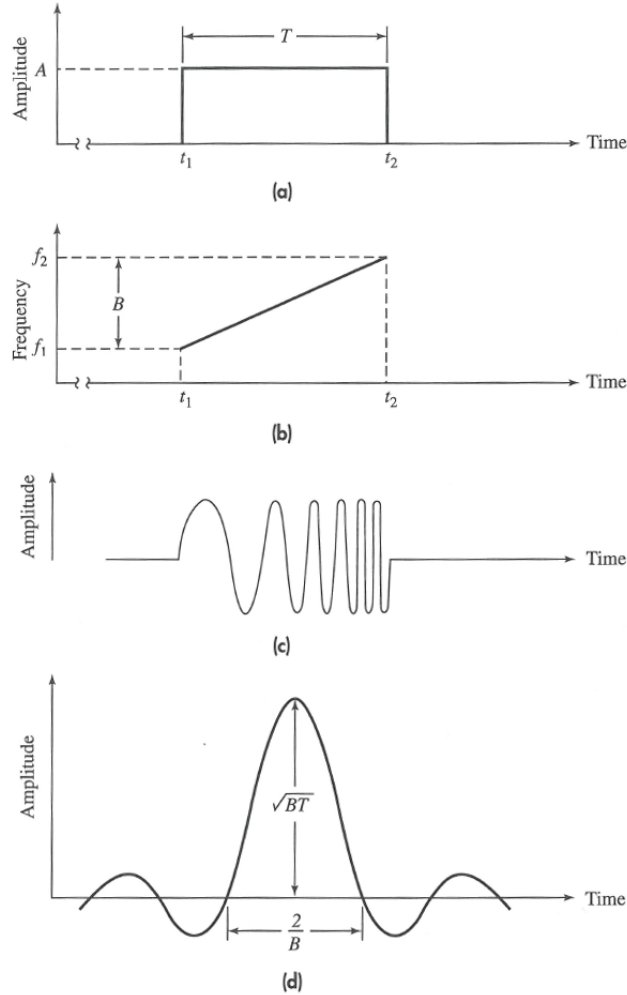 Amplitude
T
A
t1
t2
Time
(a)
Frequency
f2
B
f1
t1
t2
Time
(b)
Amplitude
Time
(c)
Amplitude
√BT
Time
2
B
(d)